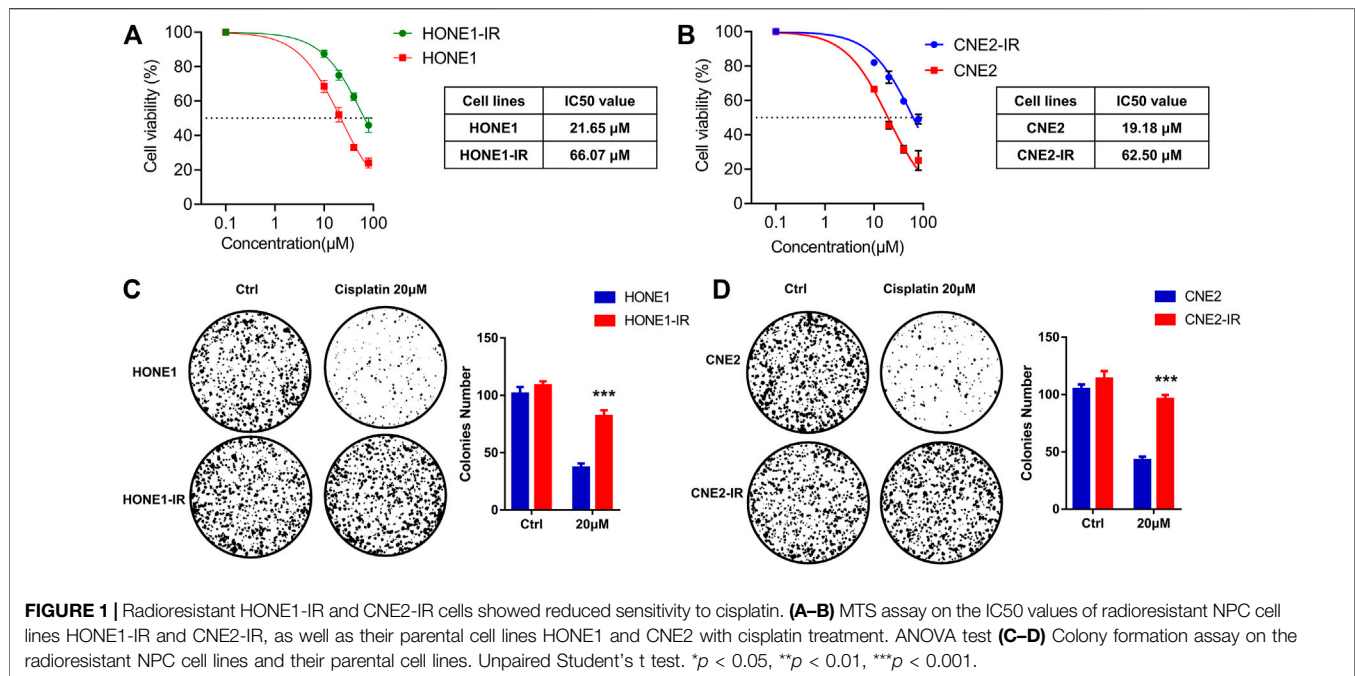 A
Cell viability (%)
100
80
60
40
20
0
0.1 1 10 100
Concentration(µM)
HONE1-IR
HONE1
Cell lines IC50 value
HONE1 21.65 µM
HONE1-IR 66.07 µM
B
Cell viability (%)
100
80
60
40
20
0
0.1 1 10 100
Concentration(µM)
CNE2-IR
CNE2
Cell lines IC50 value
CNE2 19.18 µM
CNE2-IR 62.50 µM
C
Ctrl Cisplatin 20µM
HONE1
HONE1-IR
HONE1
HONE1-IR
Colonies Number
150
100
50
0
***
Ctrl 20µM
D
Ctrl Cisplatin 20µM
CNE2
CNE2-IR
CNE2
CNE2-IR
Colonies Number
150
100
50
0
***
Ctrl 20µM
FIGURE 1 | Radioresistant HONE1-IR and CNE2-IR cells showed reduced sensitivity to cisplatin. (A–B) MTS assay on the IC50 values of radioresistant NPC cell
lines HONE1-IR and CNE2-IR, as well as their parental cell lines HONE1 and CNE2 with cisplatin treatment. ANOVA test (C–D) Colony formation assay on the
radioresistant NPC cell lines and their parental cell lines. Unpaired Student's t test. *p < 0.05, **p < 0.01, ***p < 0.001.